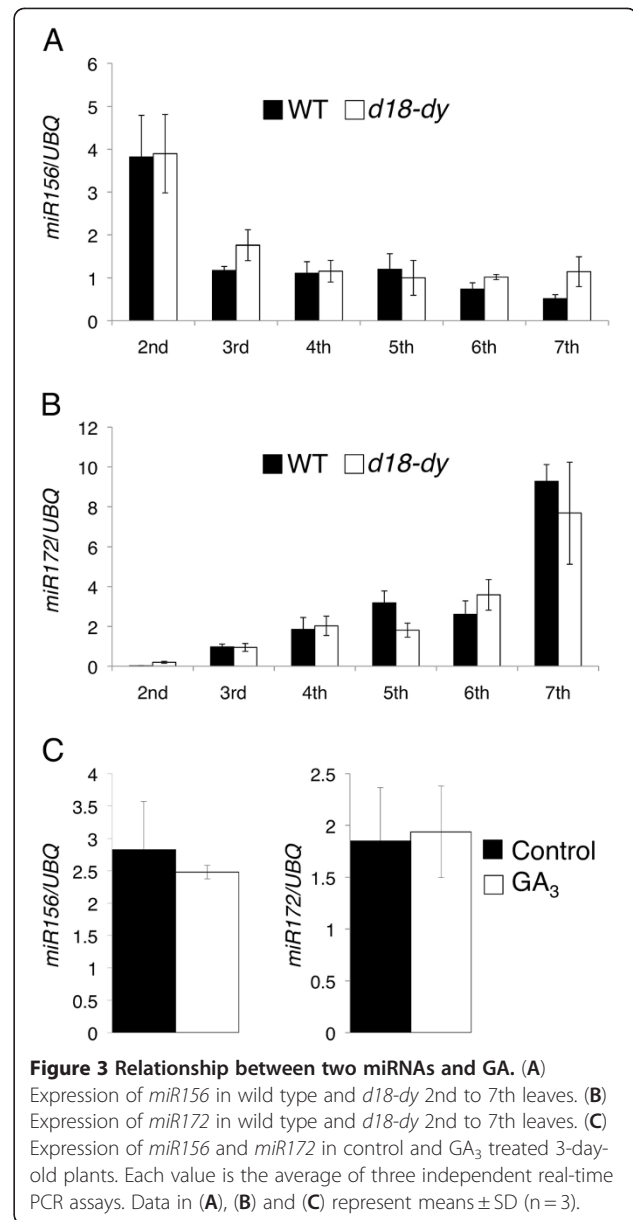 A
miR156/UBQ
6
5
4
3
2
1
0
WT d18-dy
2nd 3rd 4th 5th 6th 7th
B
miR172/UBQ
12
10
8
6
4
2
0
WT d18-dy
2nd 3rd 4th 5th 6th 7th
C
miR156/UBQ
4
3.5
3
2.5
2
1.5
1
0.5
0
miR172/UBQ
2.5
2
1.5
1
0.5
0
Control
GA₃
Figure 3 Relationship between two miRNAs and GA. (A)
Expression of miR156 in wild type and d18-dy 2nd to 7th leaves. (B)
Expression of miR172 in wild type and d18-dy 2nd to 7th leaves. (C)
Expression of miR156 and miR172 in control and GA₃ treated 3-day-
old plants. Each value is the average of three independent real-time
PCR assays. Data in (A), (B) and (C) represent means ± SD (n = 3).